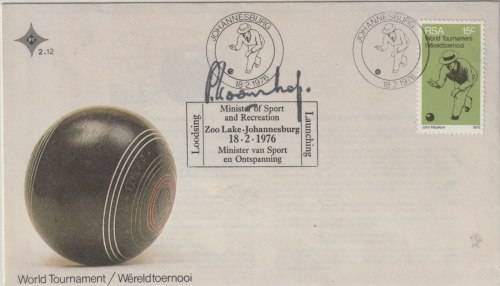 2.12
JOHANNESBURG
18.2.1976
JOHANNESBURG
18.2.1976
RSA 15c
World Tournament
Wêreldtoernooi
1976
Loodsing
Minister of Sport
and Recreation
Zoo Lake-Johannesburg
18-2-1976
Minister van Sport
en Ontspanning
Launching
World Tournament / Wêreldtoernooi